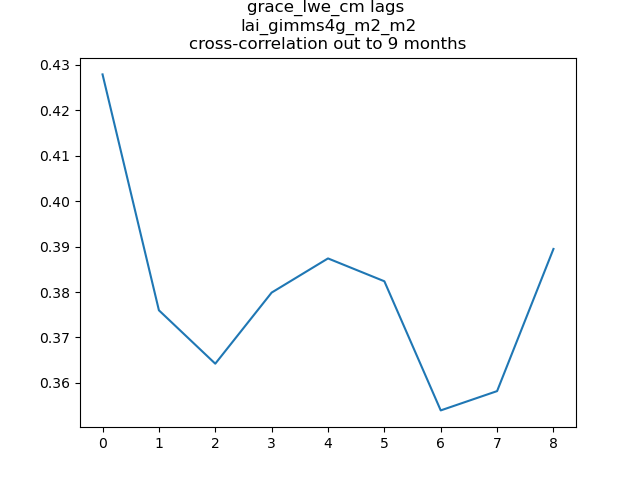 grace_lwe_cm lags
lai_gimms4g_m2_m2
cross-correlation out to 9 months
0.43
0.42
0.41
0.40
0.39
0.38
0.37
0.36
0 1 2 3 4 5 6 7 8